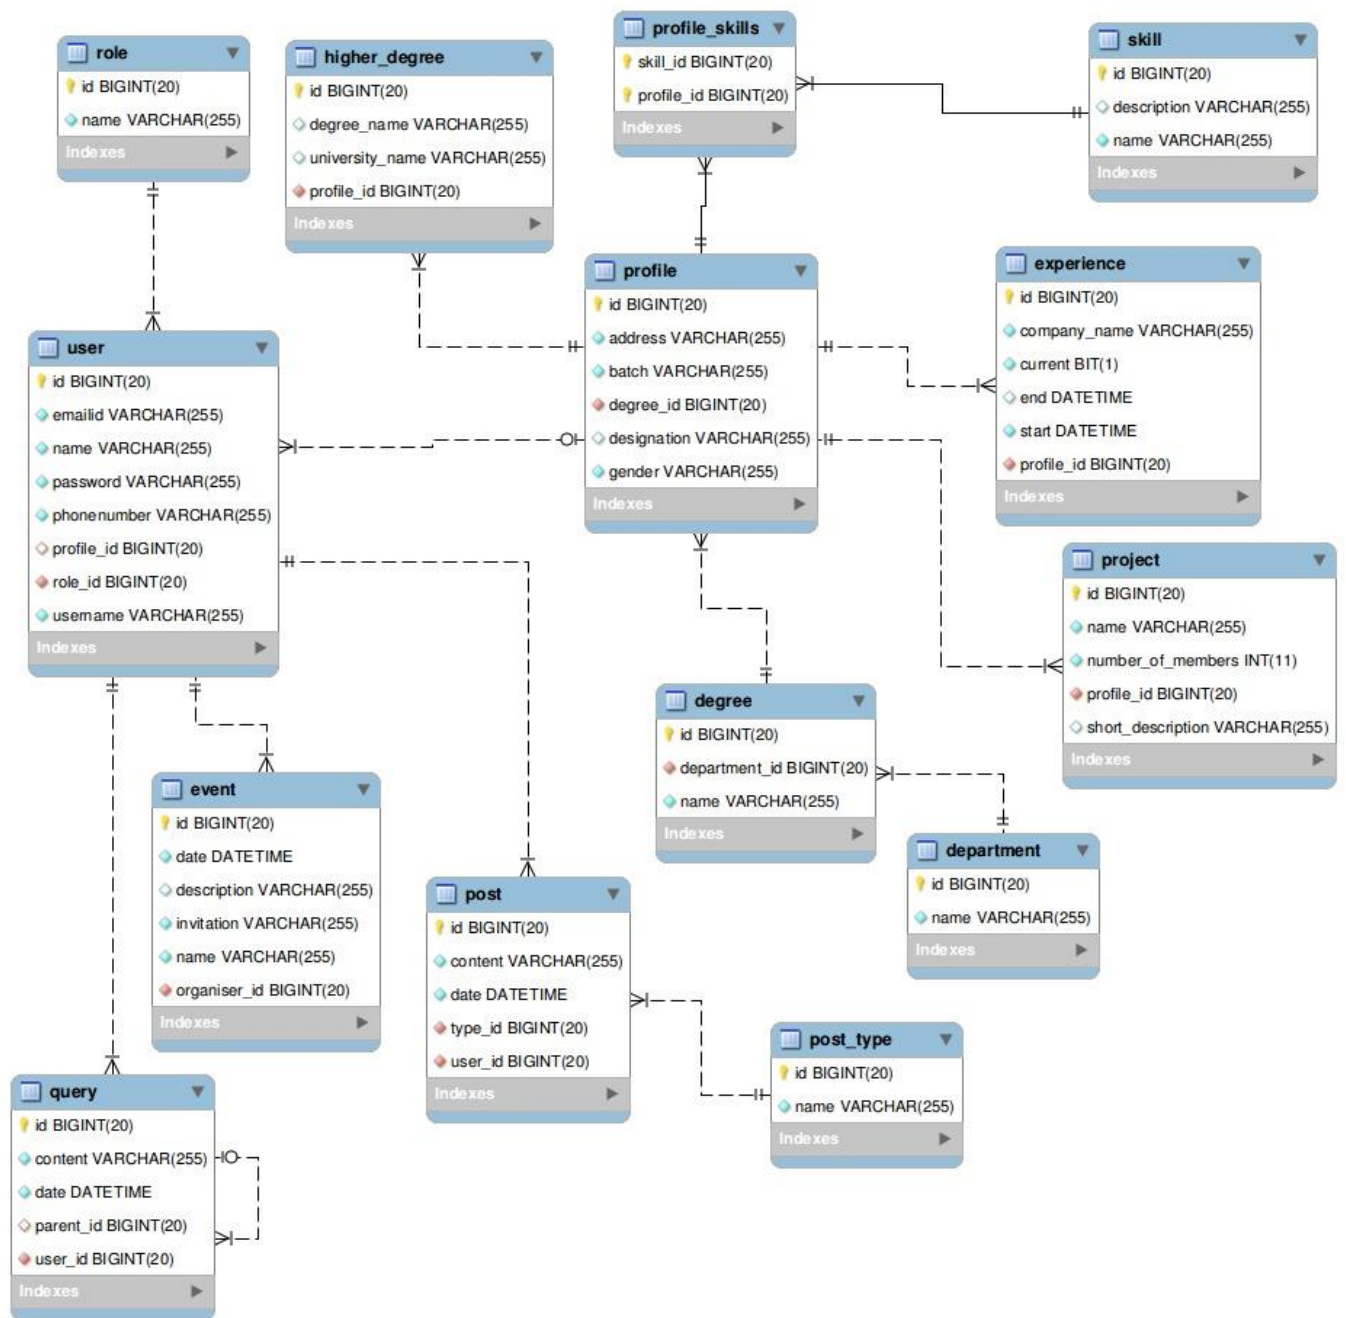 role
id BIGINT(20)
name VARCHAR(255)
Indexes
higher_degree
id BIGINT(20)
degree_name VARCHAR(255)
university_name VARCHAR(255)
profile_id BIGINT(20)
Indexes
profile_skills
skill_id BIGINT(20)
profile_id BIGINT(20)
Indexes
skill
id BIGINT(20)
description VARCHAR(255)
name VARCHAR(255)
Indexes
user
id BIGINT(20)
emailid VARCHAR(255)
name VARCHAR(255)
password VARCHAR(255)
phonenumber VARCHAR(255)
profile_id BIGINT(20)
role_id BIGINT(20)
username VARCHAR(255)
Indexes
profile
id BIGINT(20)
address VARCHAR(255)
batch VARCHAR(255)
degree_id BIGINT(20)
designation VARCHAR(255)
gender VARCHAR(255)
Indexes
experience
id BIGINT(20)
company_name VARCHAR(255)
current BIT(1)
end DATETIME
start DATETIME
profile_id BIGINT(20)
Indexes
project
id BIGINT(20)
name VARCHAR(255)
number_of_members INT(11)
profile_id BIGINT(20)
short_description VARCHAR(255)
Indexes
degree
id BIGINT(20)
department_id BIGINT(20)
name VARCHAR(255)
Indexes
department
id BIGINT(20)
name VARCHAR(255)
Indexes
event
id BIGINT(20)
date DATETIME
description VARCHAR(255)
invitation VARCHAR(255)
name VARCHAR(255)
organiser_id BIGINT(20)
Indexes
post
id BIGINT(20)
content VARCHAR(255)
date DATETIME
type_id BIGINT(20)
user_id BIGINT(20)
Indexes
post_type
id BIGINT(20)
name VARCHAR(255)
Indexes
query
id BIGINT(20)
content VARCHAR(255)
date DATETIME
parent_id BIGINT(20)
user_id BIGINT(20)
Indexes